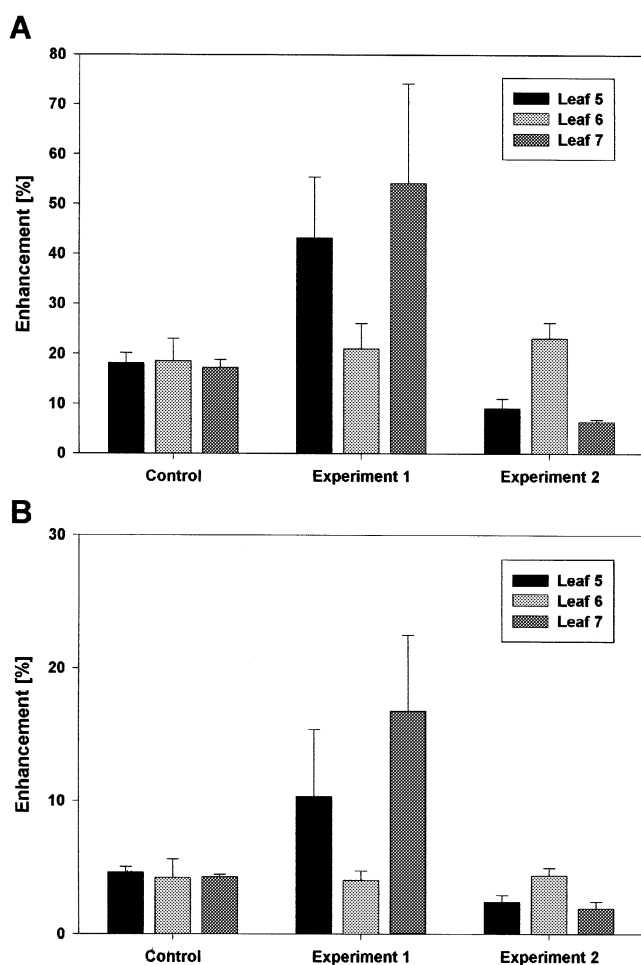 A
80
70
60
50
40
30
20
10
0
Enhancement [%]
Leaf 5
Leaf 6
Leaf 7
Control
Experiment 1
Experiment 2
B
30
20
10
0
Enhancement [%]
Leaf 5
Leaf 6
Leaf 7
Control
Experiment 1
Experiment 2